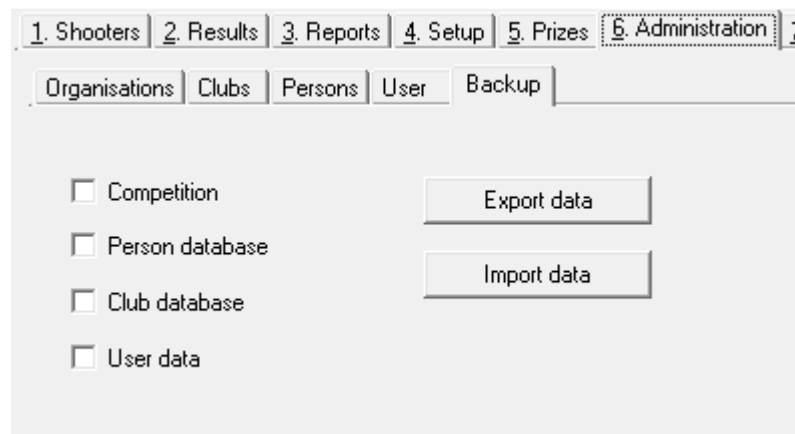 1. Shooters 2. Results 3. Reports 4. Setup 5. Prizes 6. Administration
Organisations Clubs Persons User Backup
Competition Export data
Person database
Import data
Club database
User data